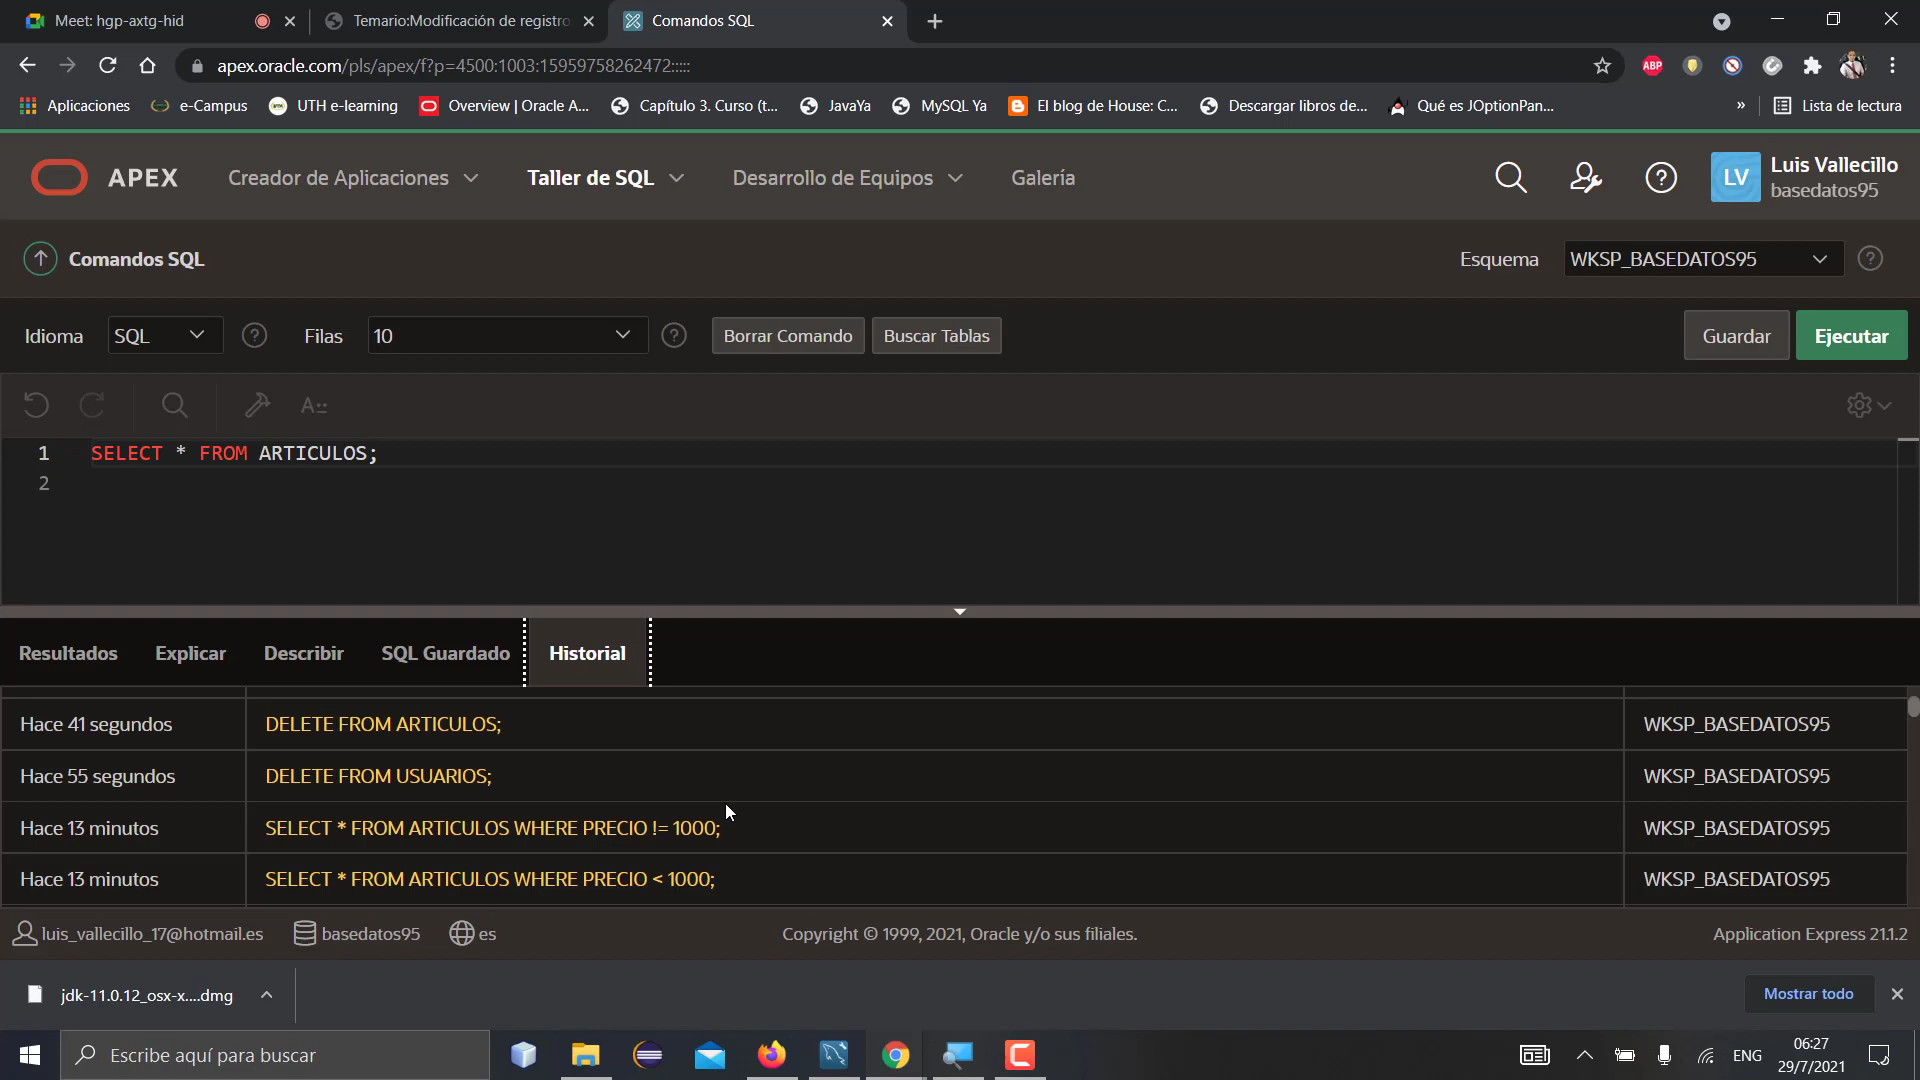 Meet: hgp-axtg-hid
Temario:Modificación de registro
Comandos SQL
apex.oracle.com/pls/apex/f?p=4500:1003:15959758262472:::::
ABP
Aplicaciones
e-Campus
UTH e-learning
Overview | Oracle A...
Capítulo 3. Curso (t...
JavaYa
MySQL Ya
El blog de House: C...
Descargar libros de...
Qué es JOptionPan...
»
Lista de lectura
APEX
Creador de Aplicaciones
Taller de SQL
Desarrollo de Equipos
Galería
LV
Luis Vallecillo
basedatos95
Comandos SQL
Esquema
WKSP_BASEDATOS95
Idioma
SQL
Filas
10
Borrar Comando
Buscar Tablas
Guardar
Ejecutar
1 SELECT * FROM ARTICULOS;
2
Resultados
Explicar
Describir
SQL Guardado
Historial
Hace 41 segundos DELETE FROM ARTICULOS; WKSP_BASEDATOS95
Hace 55 segundos DELETE FROM USUARIOS; WKSP_BASEDATOS95
Hace 13 minutos SELECT * FROM ARTICULOS WHERE PRECIO != 1000; WKSP_BASEDATOS95
Hace 13 minutos SELECT * FROM ARTICULOS WHERE PRECIO < 1000; WKSP_BASEDATOS95
luis_vallecillo_17@hotmail.es
basedatos95
es
Copyright © 1999, 2021, Oracle y/o sus filiales.
Application Express 21.1.2
jdk-11.0.12_osx-x....dmg
Mostrar todo
Escribe aquí para buscar
ENG
06:27
29/7/2021